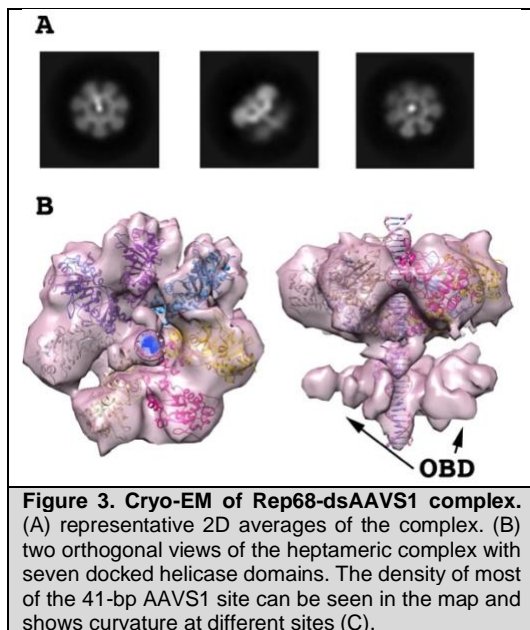 A
B
OBD
Figure 3. Cryo-EM of Rep68-dsAAVS1 complex.
(A) representative 2D averages of the complex. (B)
two orthogonal views of the heptameric complex with
seven docked helicase domains. The density of most
of the 41-bp AAVS1 site can be seen in the map and
shows curvature at different sites (C).